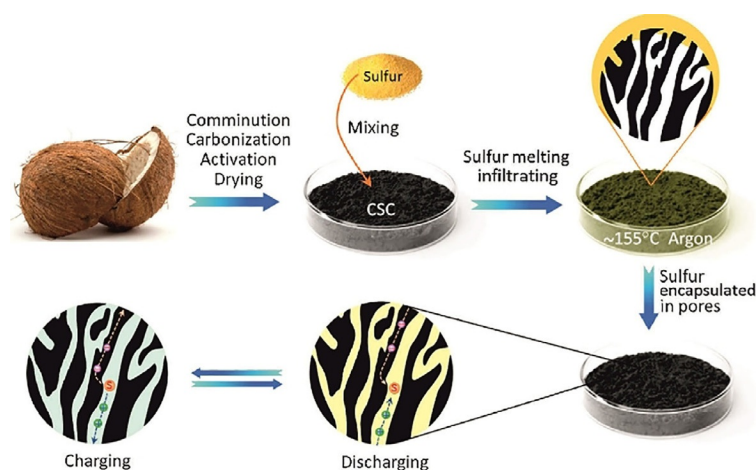 Sulfur
Comminution
Carbonization
Activation
Drying
Mixing
CSC
Sulfur melting
infiltrating
~155°C Argon
Sulfur
encapsulated
in pores
S
S
Charging
Discharging